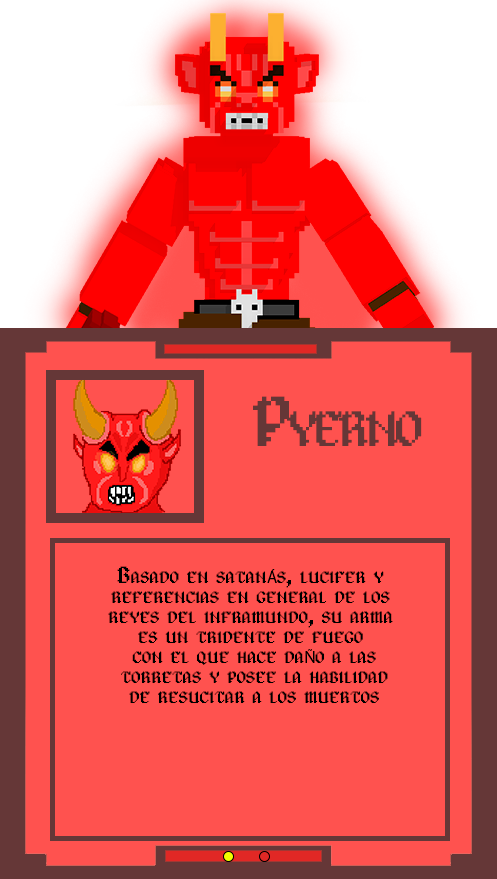 Pyerno
Basado en satanás, lucifer y
referencias en general de los
reyes del inframundo, su arma
es un tridente de fuego
con el que hace daño a las
torretas y posee la habilidad
de resucitar a los muertos